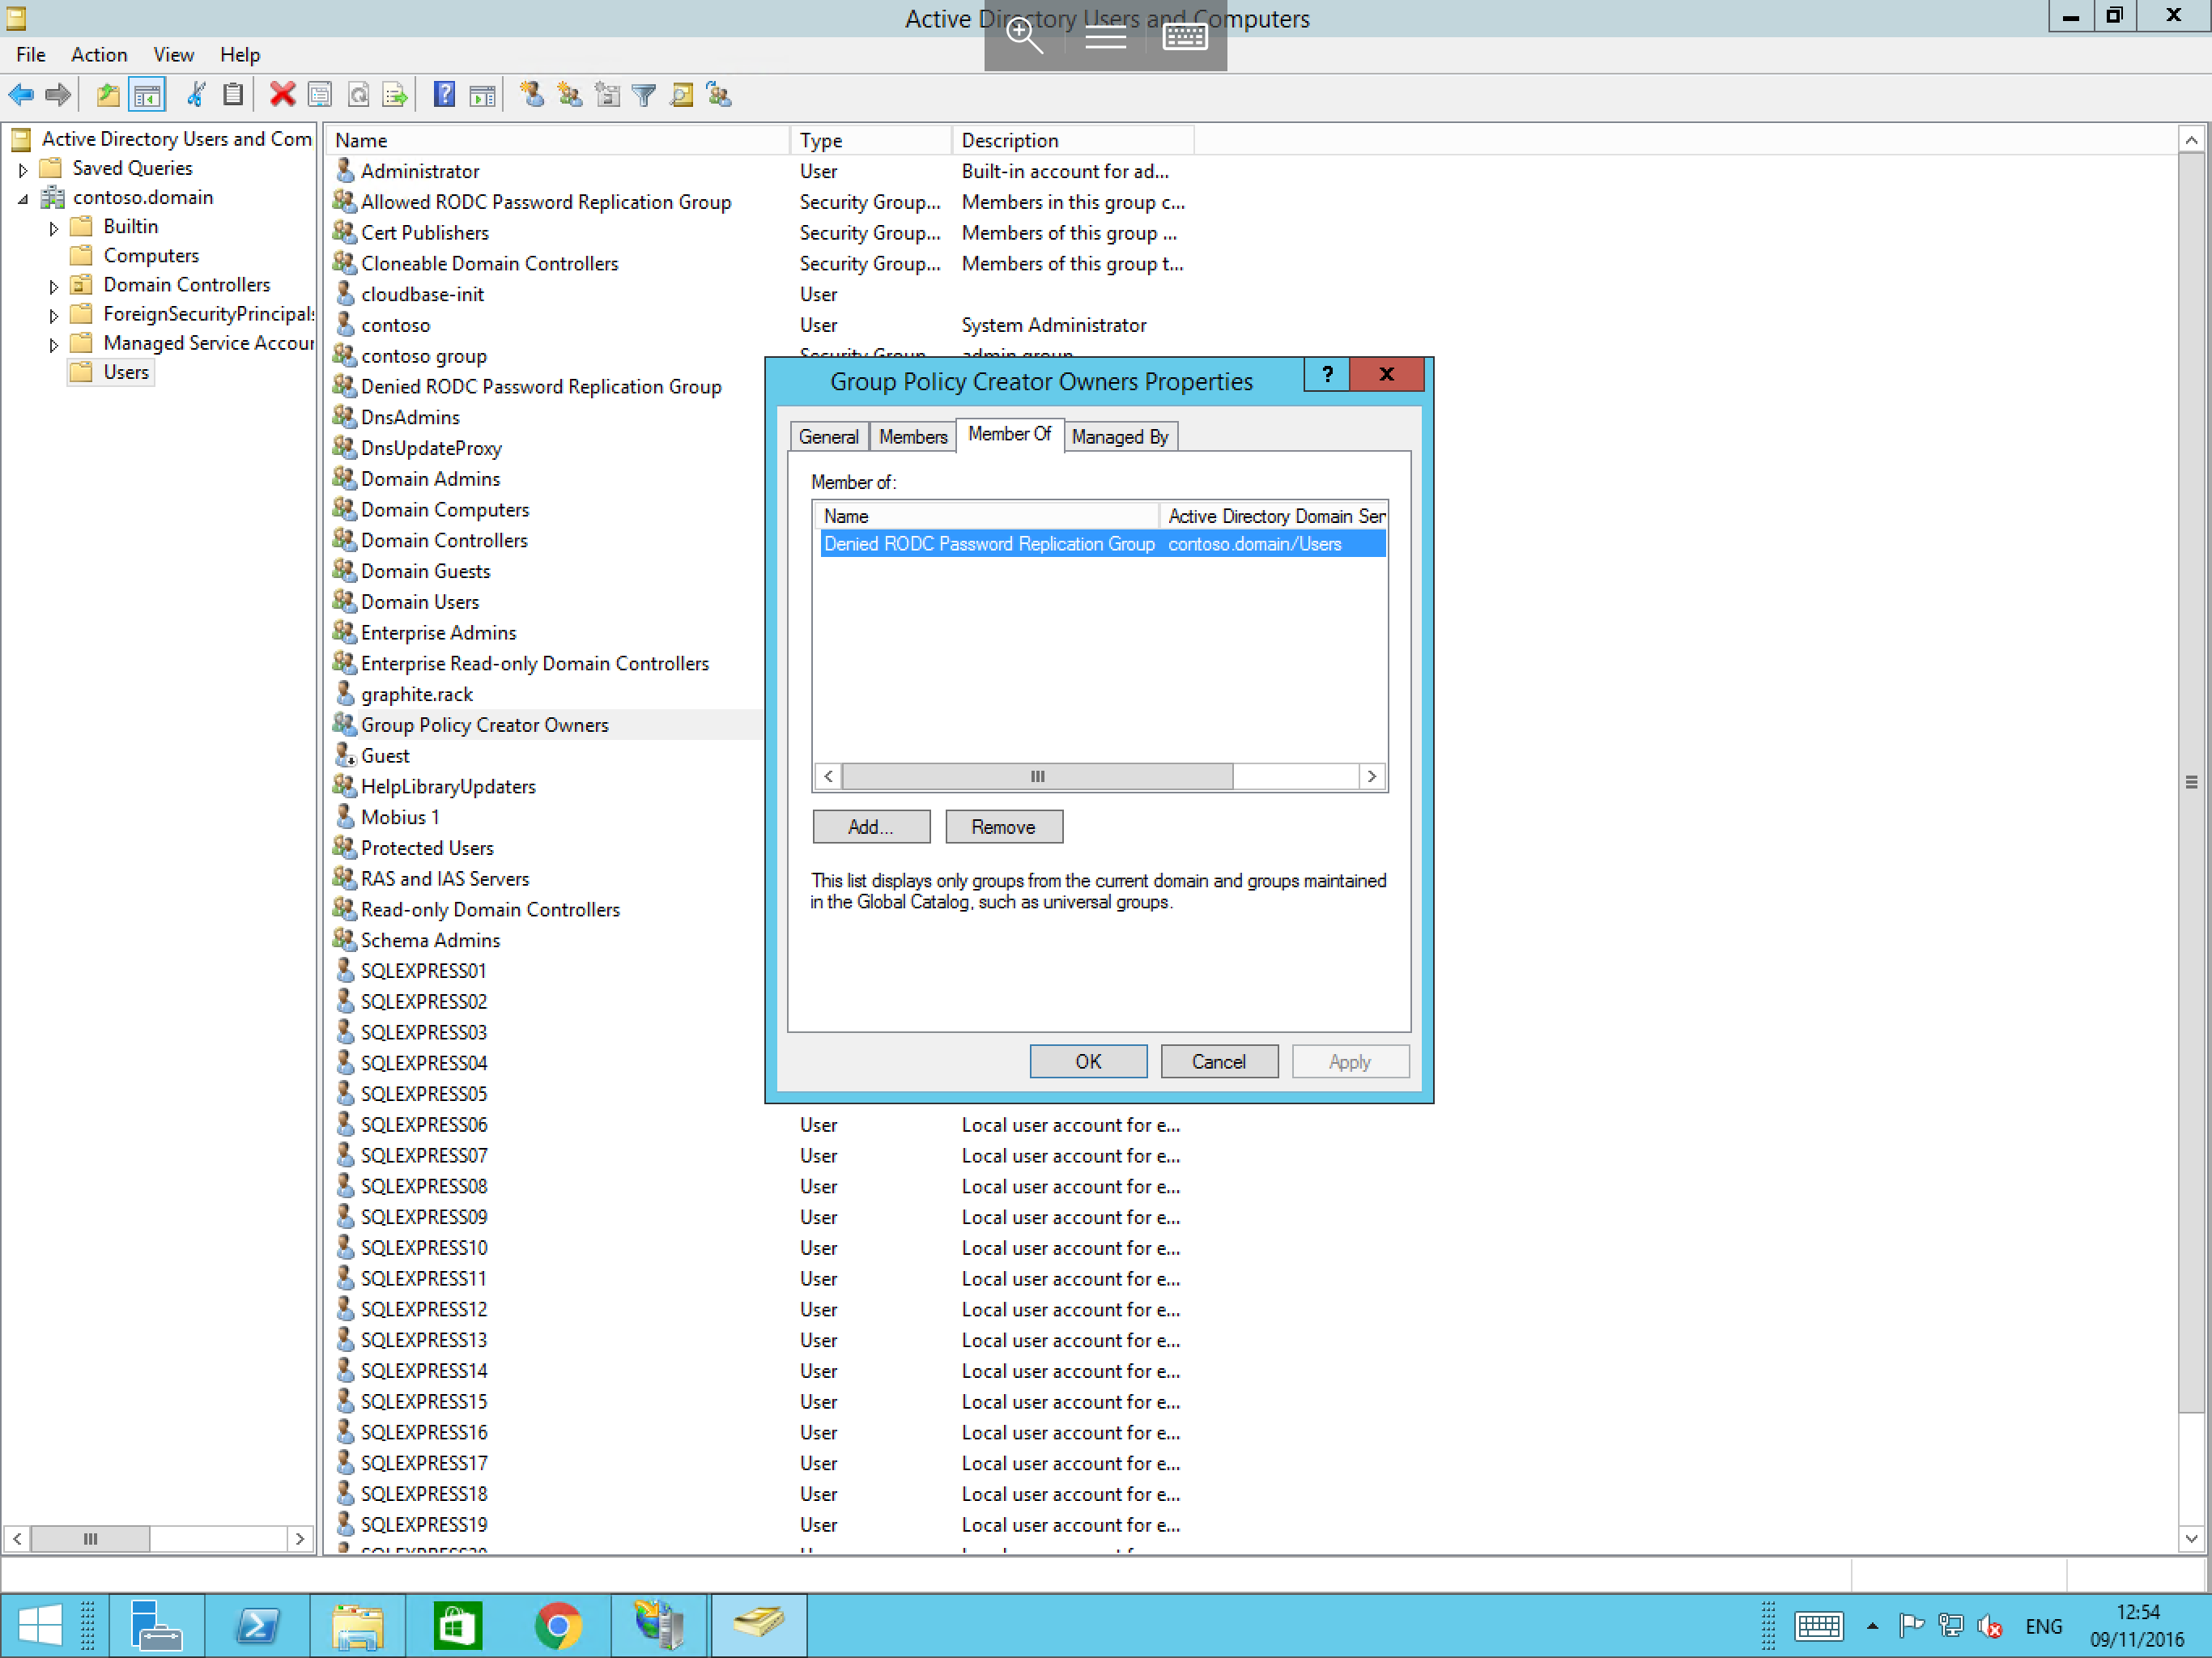 Active Directory Users and Computers
File Action View Help
Active Directory Users and Com
Saved Queries
contoso.domain
Builtin
Computers
Domain Controllers
ForeignSecurityPrincipals
Managed Service Accour
Users
Name Type Description
Administrator User Built-in account for ad...
Allowed RODC Password Replication Group Security Group... Members in this group c...
Cert Publishers Security Group... Members of this group ...
Cloneable Domain Controllers Security Group... Members of this group t...
cloudbase-init User
contoso User System Administrator
contoso group Security Group... admin group
Denied RODC Password Replication Group
DnsAdmins
DnsUpdateProxy
Domain Admins
Domain Computers
Domain Controllers
Domain Guests
Domain Users
Enterprise Admins
Enterprise Read-only Domain Controllers
graphite.rack
Group Policy Creator Owners
Guest
HelpLibraryUpdaters
Mobius 1
Protected Users
RAS and IAS Servers
Read-only Domain Controllers
Schema Admins
SQLEXPRESS01
SQLEXPRESS02
SQLEXPRESS03
SQLEXPRESS04
SQLEXPRESS05
SQLEXPRESS06 User Local user account for e...
SQLEXPRESS07 User Local user account for e...
SQLEXPRESS08 User Local user account for e...
SQLEXPRESS09 User Local user account for e...
SQLEXPRESS10 User Local user account for e...
SQLEXPRESS11 User Local user account for e...
SQLEXPRESS12 User Local user account for e...
SQLEXPRESS13 User Local user account for e...
SQLEXPRESS14 User Local user account for e...
SQLEXPRESS15 User Local user account for e...
SQLEXPRESS16 User Local user account for e...
SQLEXPRESS17 User Local user account for e...
SQLEXPRESS18 User Local user account for e...
SQLEXPRESS19 User Local user account for e...
Group Policy Creator Owners Properties
General Members Member Of Managed By
Member of:
Name Active Directory Domain Ser
Denied RODC Password Replication Group contoso.domain/Users
Add... Remove
This list displays only groups from the current domain and groups maintained
in the Global Catalog, such as universal groups.
OK Cancel Apply
ENG
12:54
09/11/2016